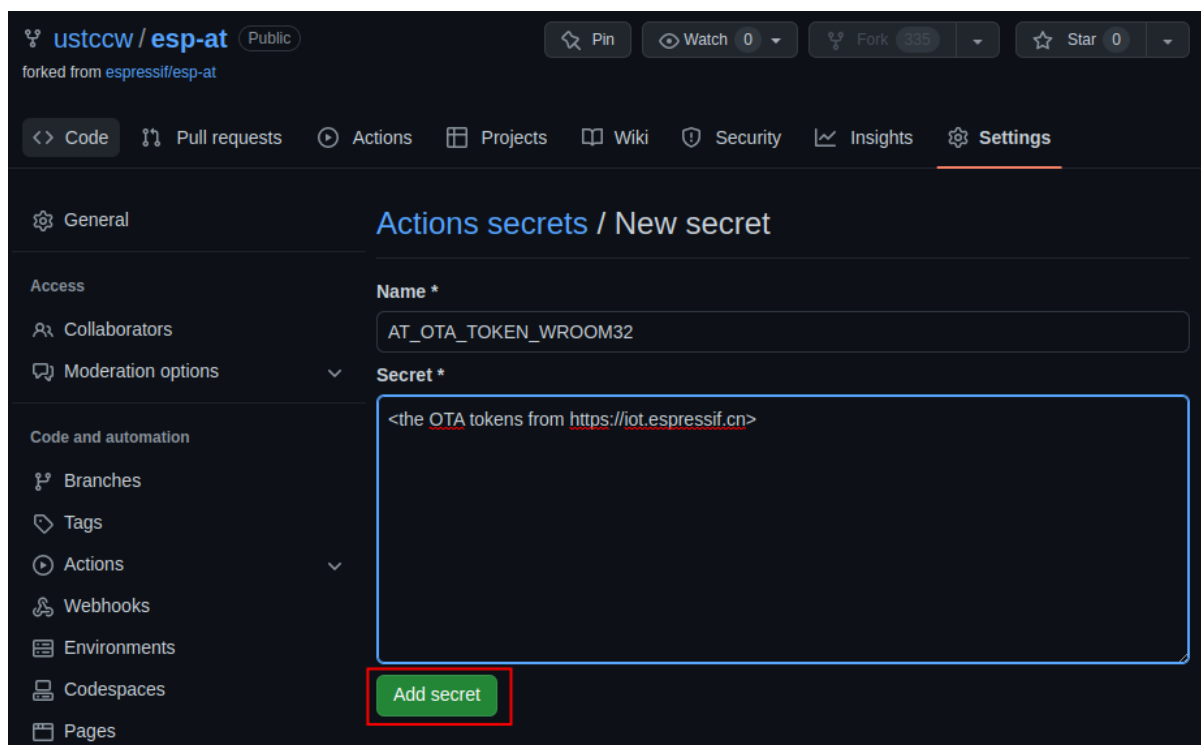 ustccw / esp-at Public Pin Watch 0 Fork 335 Star 0
forked from espressif/esp-at
Code Pull requests Actions Projects Wiki Security Insights Settings
General
Actions secrets / New secret
Access
Collaborators
Moderation options
Name *
AT_OTA_TOKEN_WROOM32
Secret *
<the OTA tokens from https://iot.espressif.cn>
Code and automation
Branches
Tags
Actions
Webhooks
Environments
Codespaces
Pages
Add secret